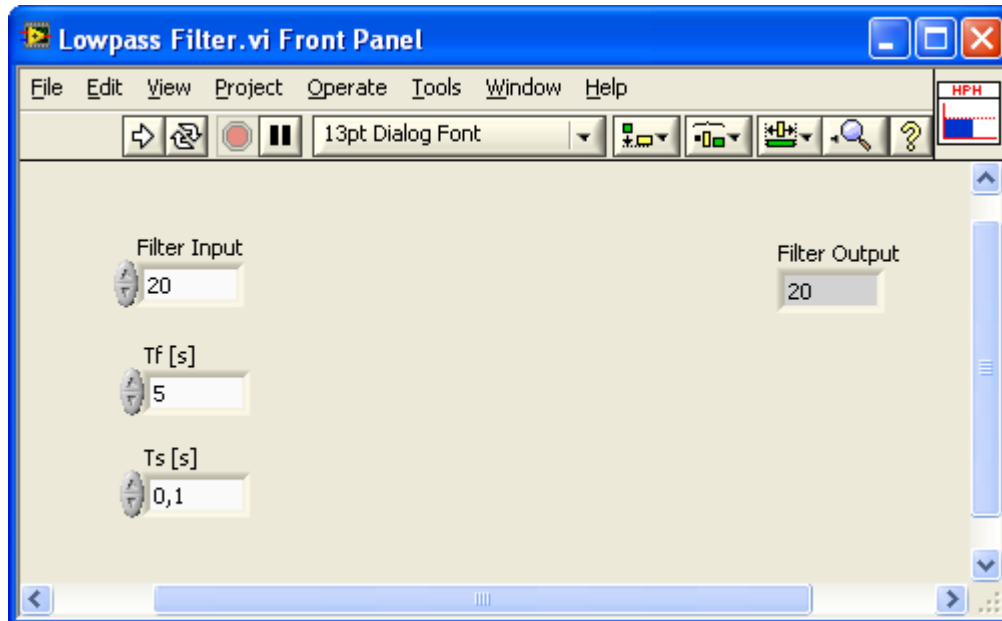 Lowpass Filter.vi Front Panel
File Edit View Project Operate Tools Window Help
HPH
13pt Dialog Font
?
Filter Input
20
Filter Output
20
Tf [s]
5
Ts [s]
0,1